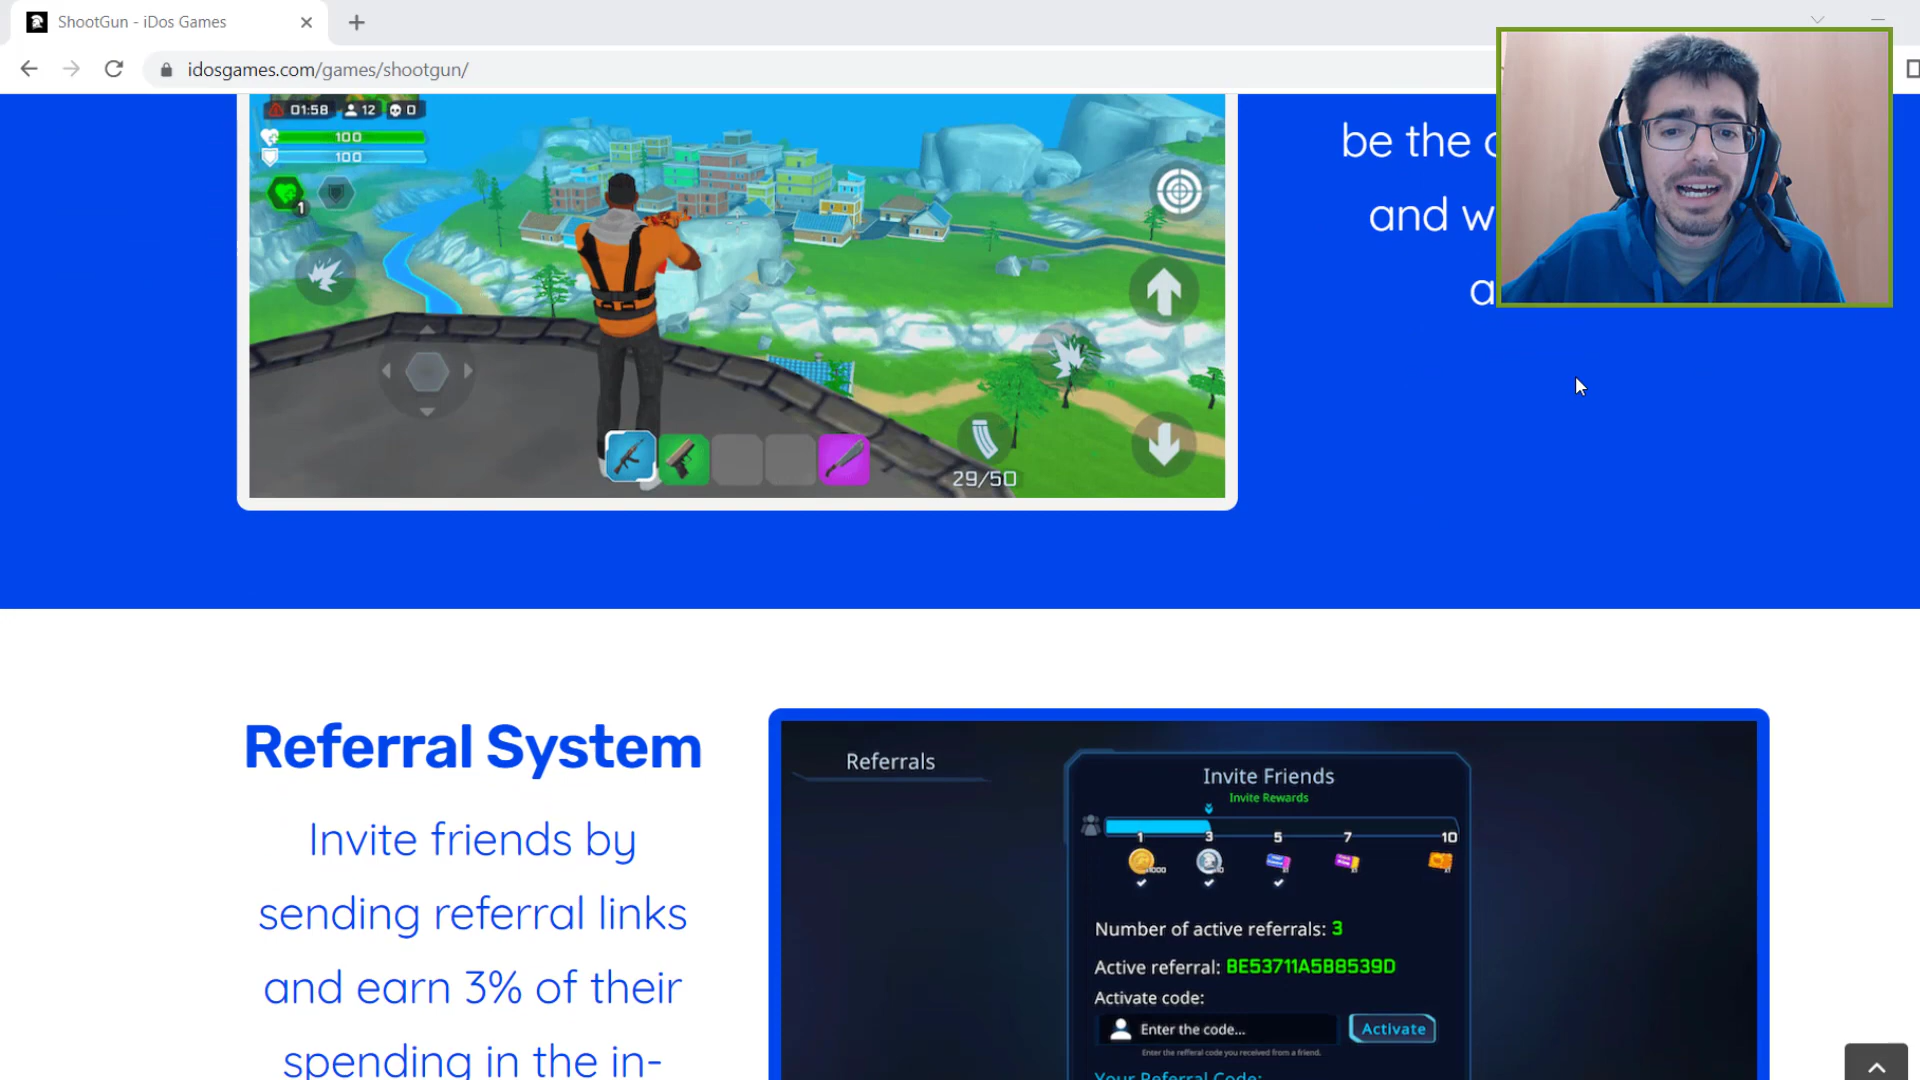 ShootGun - iDos Games
idosgames.com/games/shootgun/
01:58 12 0
100
100
1
29/50
be the
and w
a
Referral System
Invite friends by
sending referral links
and earn 3% of their
spending in the in-
Referrals
Invite Friends
Invite Rewards
1 3 5 7 10
Number of active referrals: 3
Active referral: BE53711A5B8539D
Activate code:
Enter the code...
Activate
Enter the refferal code you received from a friend.
Your Referral Code: